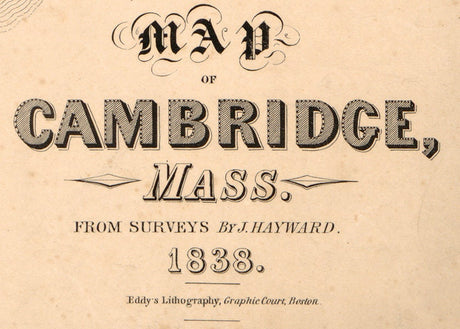 MAP
OF
CAMBRIDGE,
MASS.
FROM SURVEYS By J. HAYWARD.
1838.
Eddy's Lithography, Graphic Court, Boston.